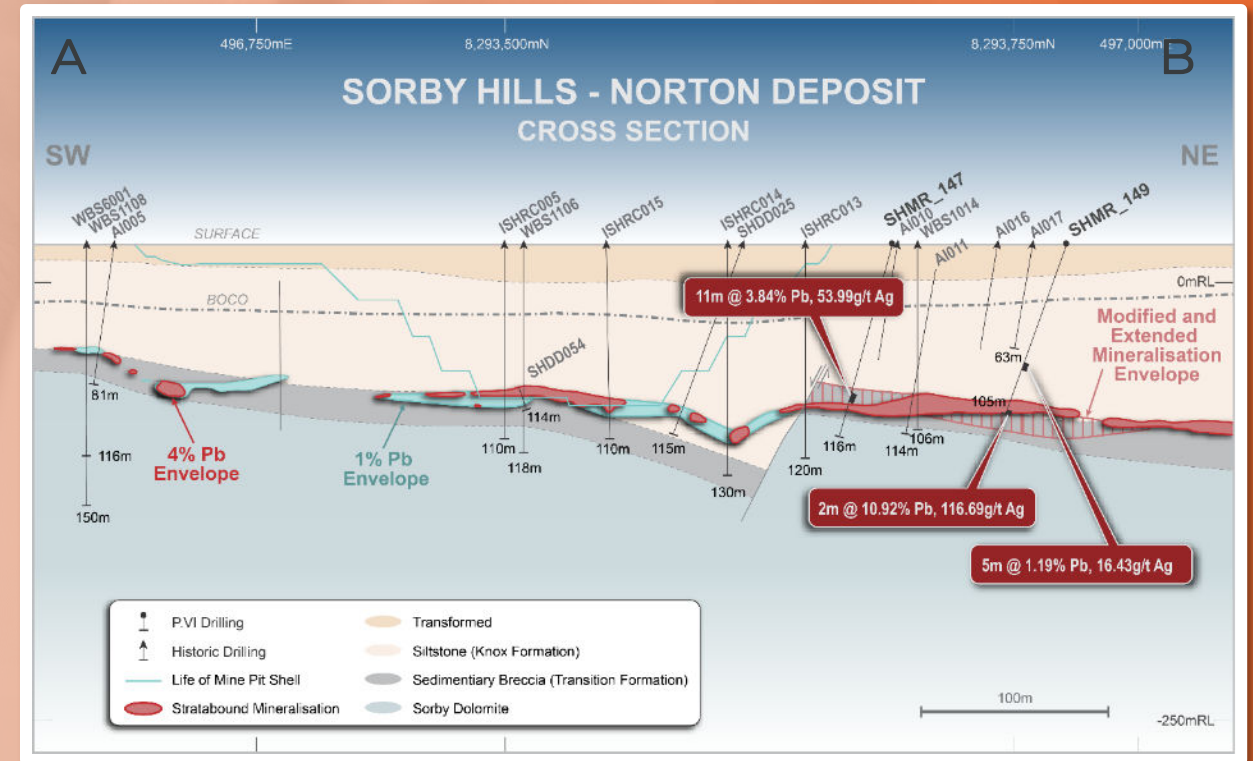 A
B
496,750mE
8,293,500mN
8,293,750mN
497,000m
SORBY HILLS - NORTON DEPOSIT
CROSS SECTION
SW
NE
WBS6001
WBS1108
AI005
ISHRC005
WBS1106
ISHRC015
ISHRC014
SHDD025
ISHRC013
SHMR_147
AI010
WBS1014
AI011
AI016
AI017
SHMR_149
SURFACE
BOCO
0mRL
11m @ 3.84% Pb, 53.99g/t Ag
Modified and
Extended
Mineralisation
Envelope
63m
SHDD054
81m
105m
114m
110m
118m
110m
115m
130m
120m
116m
114m
106m
116m
150m
4% Pb
Envelope
1% Pb
Envelope
2m @ 10.92% Pb, 116.69g/t Ag
5m @ 1.19% Pb, 16.43g/t Ag
P.VI Drilling
Historic Drilling
Life of Mine Pit Shell
Stratabound Mineralisation
Transformed
Siltstone (Knox Formation)
Sedimentiary Breccia (Transition Formation)
Sorby Dolomite
100m
-250mRL